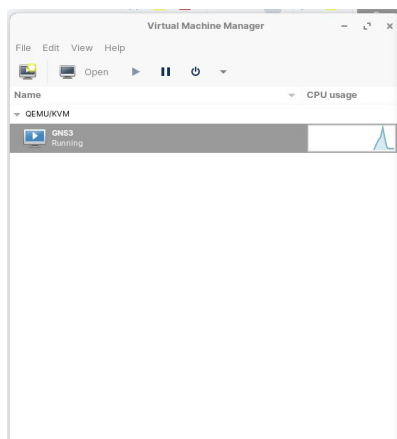 Virtual Machine Manager
File Edit View Help
Open
Name CPU usage
QEMU/KVM
GNS3
Running